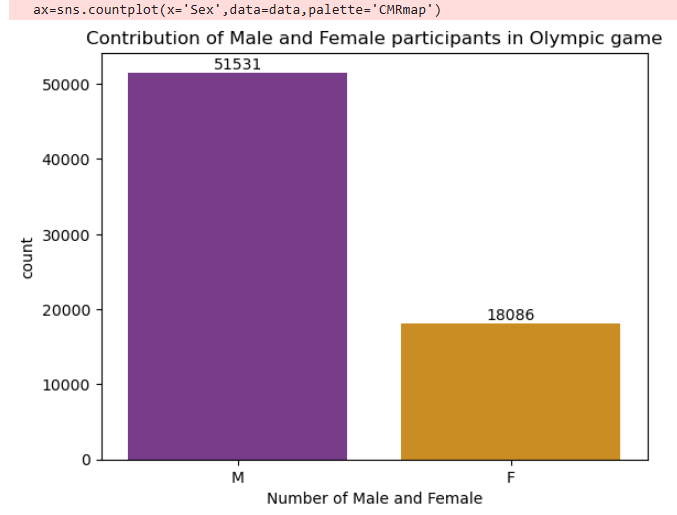 ax=sns.countplot(x='Sex',data=data,palette='CMRmap')
Contribution of Male and Female participants in Olympic game
51531
50000
40000
30000
count
18086
20000
10000
0
M F
Number of Male and Female